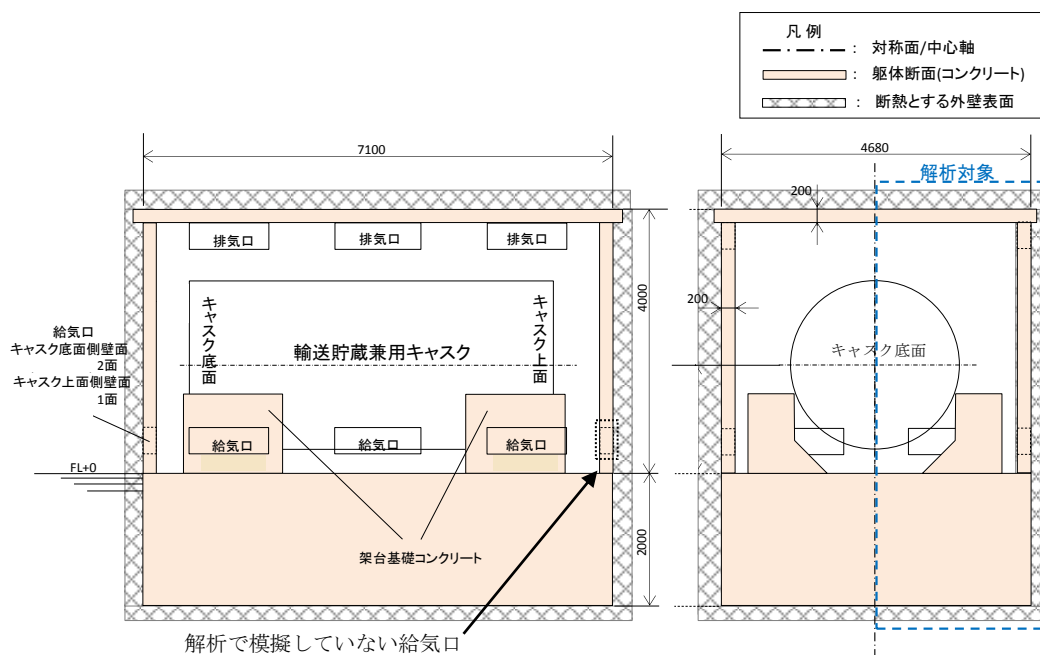 凡 例
： 対称面/中心軸
： 躯体断面(コンクリート)
： 断熱とする外壁表面
7100
4680
解析対象
200
排気口
排気口
排気口
4000
200
キャスク底面
輸送貯蔵兼用キャスク
キャスク上面
キャスク底面
給気口
キャスク底面側壁面
2面
キャスク上面側壁面
1面
給気口
給気口
給気口
FL+0
架台基礎コンクリート
2000
解析で模擬していない給気口